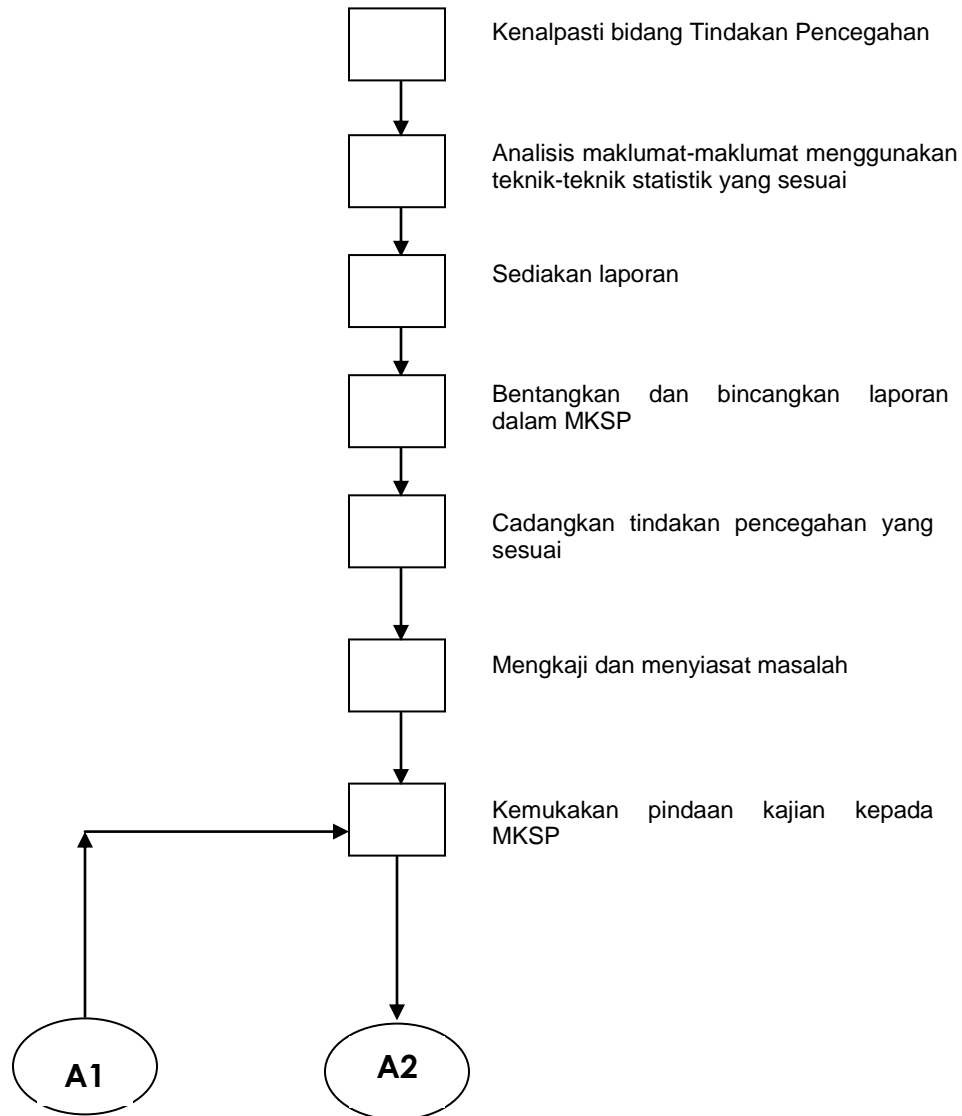 Kenalpasti bidang Tindakan Pencegahan
Analisis maklumat-maklumat menggunakan
teknik-teknik statistik yang sesuai
Sediakan laporan
Bentangkan dan bincangkan laporan
dalam MKSP
Cadangkan tindakan pencegahan yang
sesuai
Mengkaji dan menyiasat masalah
Kemukakan pindaan kajian kepada
MKSP
A1
A2